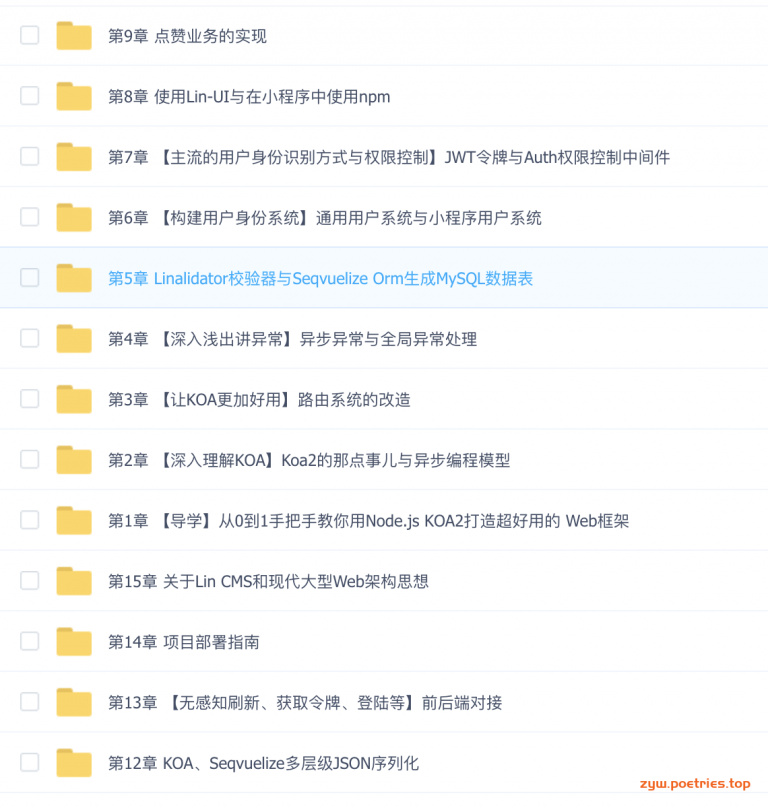 第9章 点赞业务的实现
第8章 使用Lin-UI与在小程序中使用npm
第7章 【主流的用户身份识别方式与权限控制】JWT令牌与Auth权限控制中间件
第6章 【构建用户身份系统】通用用户系统与小程序用户系统
第5章 Linalidator校验器与Seqvuelize Orm生成MySQL数据表
第4章 【深入浅出讲异常】异步异常与全局异常处理
第3章 【让KOA更加好用】路由系统的改造
第2章 【深入理解KOA】Koa2的那点事儿与异步编程模型
第1章 【导学】从0到1手把手教你用Node.js KOA2打造超好用的 Web框架
第15章 关于Lin CMS和现代大型Web架构思想
第14章 项目部署指南
第13章 【无感知刷新、获取令牌、登陆等】前后端对接
第12章 KOA、Seqvuelize多层级JSON序列化
zyw.poetries.top